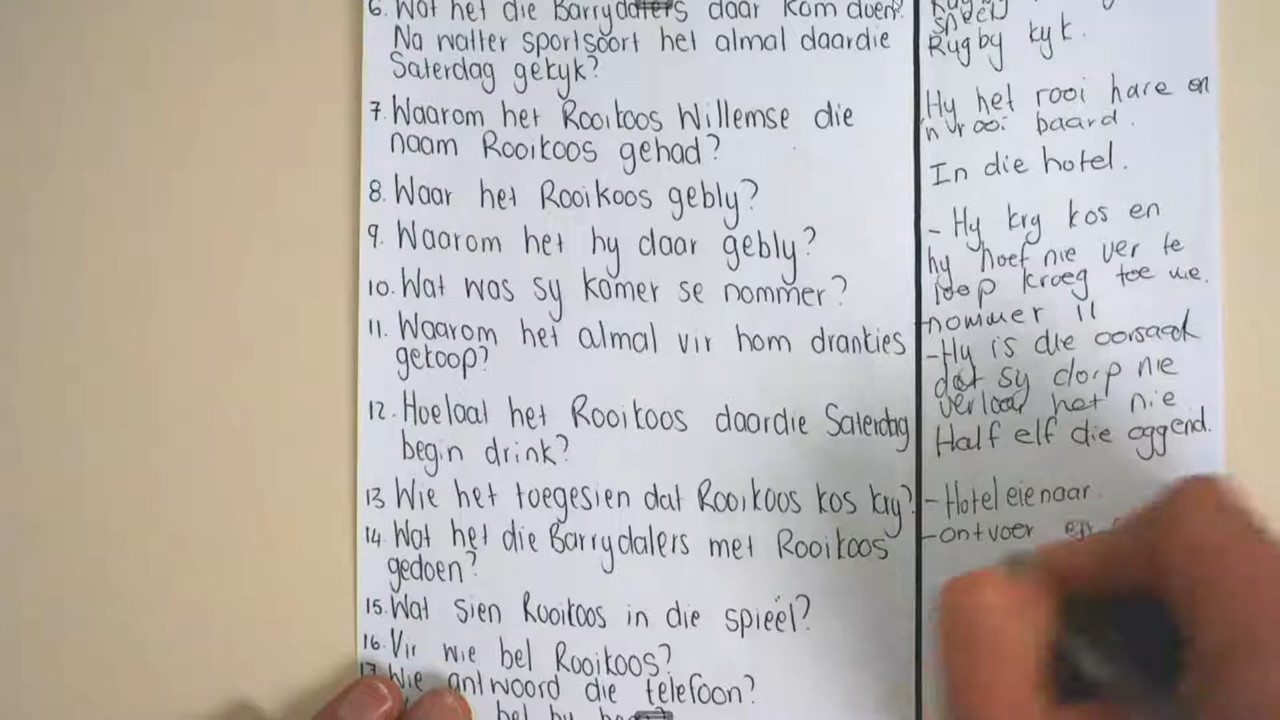 6. Wat het die Barrydalers daar kom doen?
Na watter sportsoort het almal daardie
Saterdag gekyk?
7. Waarom het Rooikoos Willemse die
naam Rooikoos gehad?
8. Waar het Rooikoos gebly?
9. Waarom het hy daar gebly?
10. Wat was sy kamer se nommer?
11. Waarom het almal vir hom drankies
gekoop?
12. Hoelaat het Rooikoos daardie Saterdag
begin drink?
13 Wie het toegesien dat Rooikoos kos kry?
14. Wat het die Barrydalers met Rooikoos
gedoen?
15. Wat sien Rooikoos in die spieël?
16. Vir wie bel Rooikoos?
17. Wie antwoord die telefoon?
bel hy
Rugby kyk.
Hy het rooi hare en
'n rooi baard.
In die hotel.
- Hy kry kos en
hy hoef nie ver te
loop kroeg toe nie.
nommer 11
- Hy is die oorsaak
dat sy dorp nie
verloor het nie
Half elf die oggend.
- Hotel eienaar.
- ontvoer en